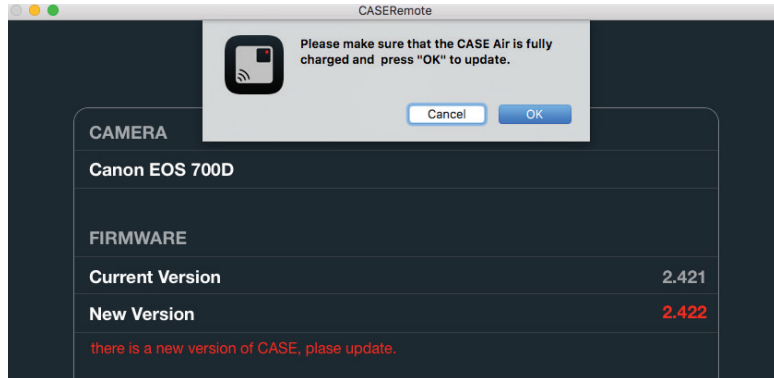 CASERemote
Please make sure that the CASE Air is fully
charged and press "OK" to update.
Cancel
OK
CAMERA
Canon EOS 700D
FIRMWARE
Current Version 2.421
New Version 2.422
there is a new version of CASE, plase update.